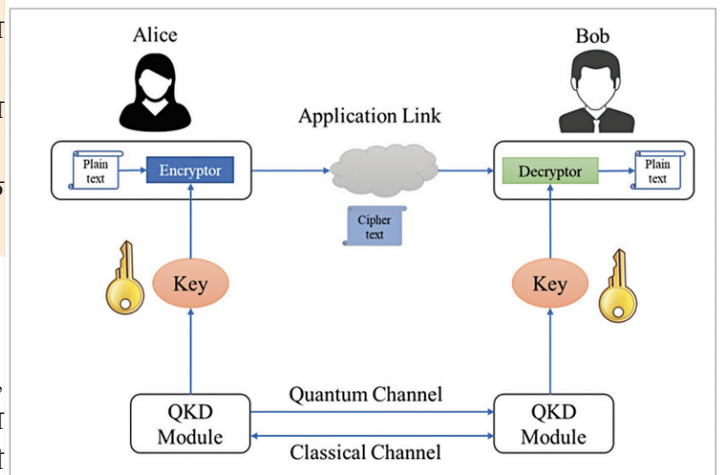 Alice
Bob
Application Link
Plain
text
Encryptor
Decryptor
Plain
text
Cipher
text
Key
Key
QKD
Module
Quantum Channel
Classical Channel
QKD
Module